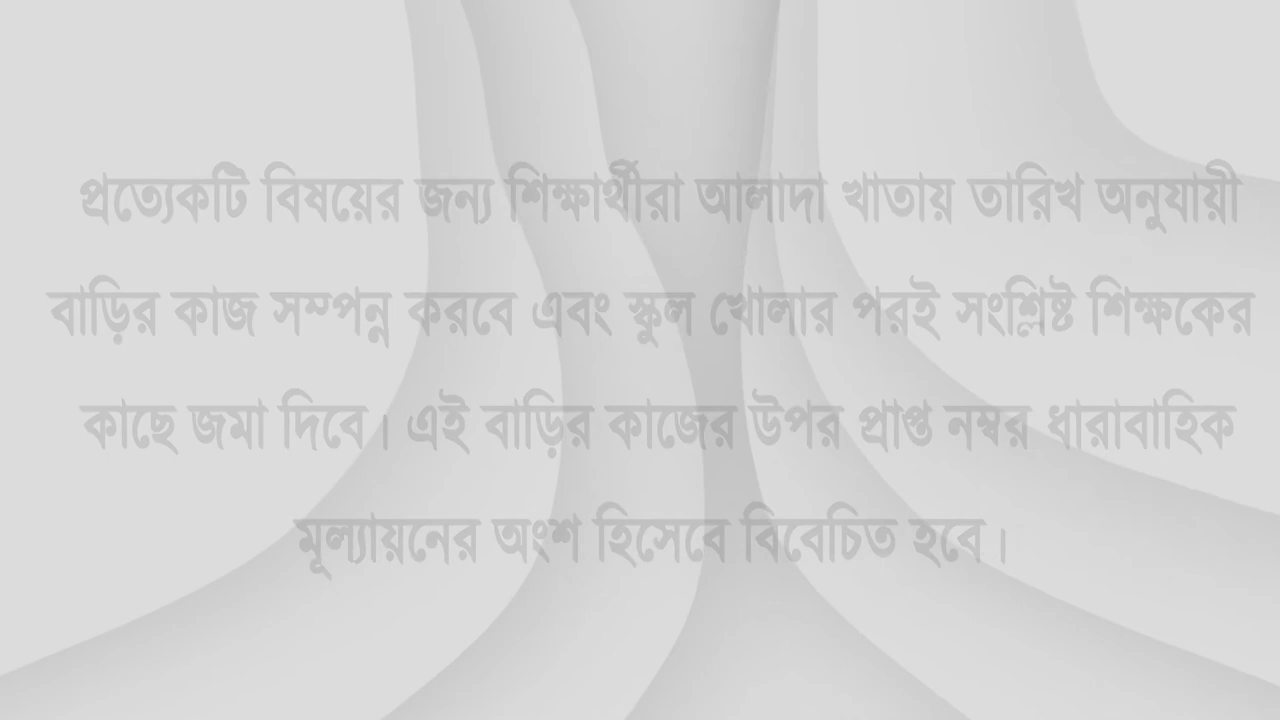 প্রত্যেকটি বিষয়ের জন্য শিক্ষার্থীরা আলাদা খাতায় তারিখ অনুযায়ী
বাড়ির কাজ সম্পন্ন করবে এবং স্কুল খোলার পরই সংশ্লিষ্ট শিক্ষকের
কাছে জমা দিবে। এই বাড়ির কাজের উপর প্রাপ্ত নম্বর ধারাবাহিক
মূল্যায়নের অংশ হিসেবে বিবেচিত হবে।